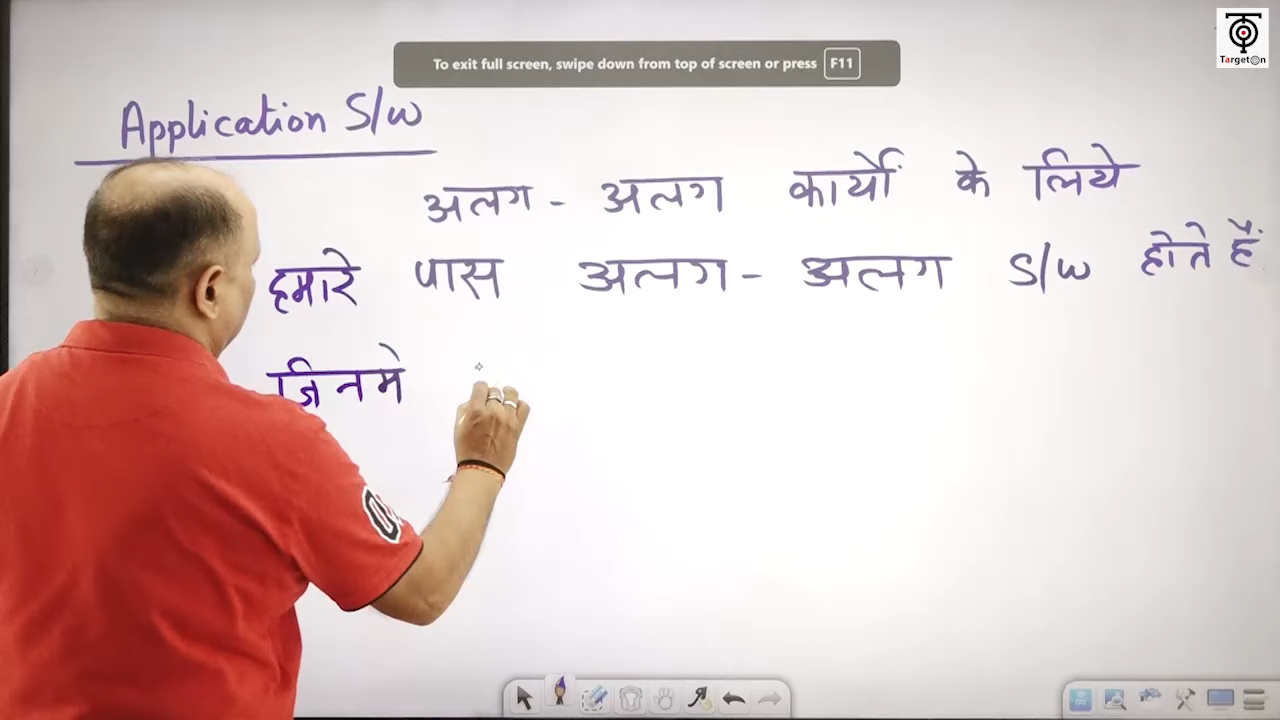 To exit full screen, swipe down from top of screen or press F11
TargetOn
Application S/W
अलग - अलग कार्यों के लिये
हमारे पास अलग - अलग S/W होते हैं
जिनमे